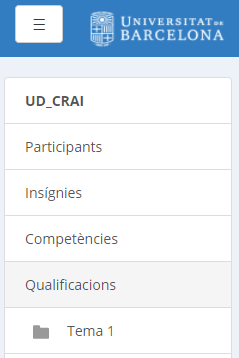 UNIVERSITAT DE
BARCELONA
UD_CRAI
Participants
Insígnies
Competències
Qualificacions
Tema 1